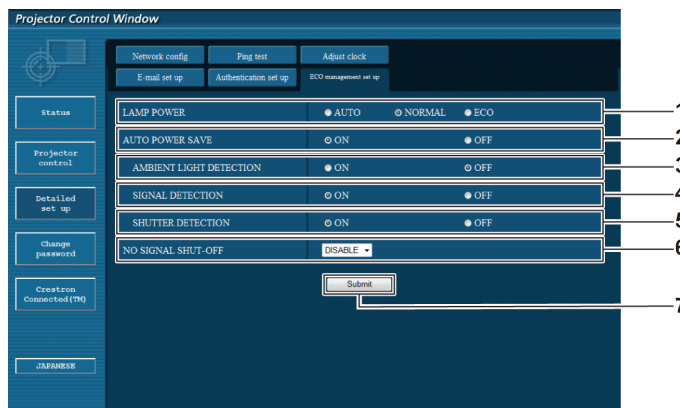 Projector Control Window
Network config Ping test Adjust clock
E-mail set up Authentication set up ECO management set up
Status
Projector
control
Detailed
set up
Change
password
Crestron
Connected(TM)
JAPANESE
LAMP POWER AUTO NORMAL ECO
AUTO POWER SAVE ON OFF
AMBIENT LIGHT DETECTION ON OFF
SIGNAL DETECTION ON OFF
SHUTTER DETECTION ON OFF
NO SIGNAL SHUT-OFF DISABLE
Submit
1
2
3
4
5
6
7